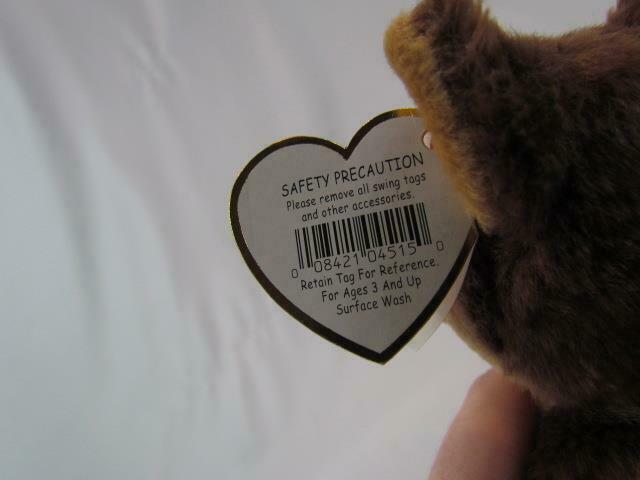 SAFETY PRECAUTION
Please remove all swing tags
and other accessories.
0 08421 04515 0
Retain Tag For Reference.
For Ages 3 And Up
Surface Wash